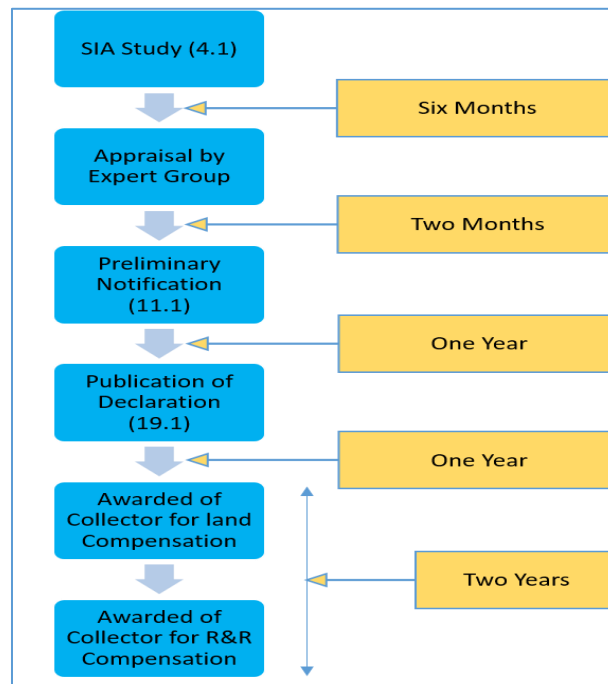 SIA Study (4.1)
Six Months
Appraisal by
Expert Group
Two Months
Preliminary
Notification
(11.1)
One Year
Publication of
Declaration
(19.1)
One Year
Awarded of
Collector for land
Compensation
Two Years
Awarded of
Collector for R&R
Compensation